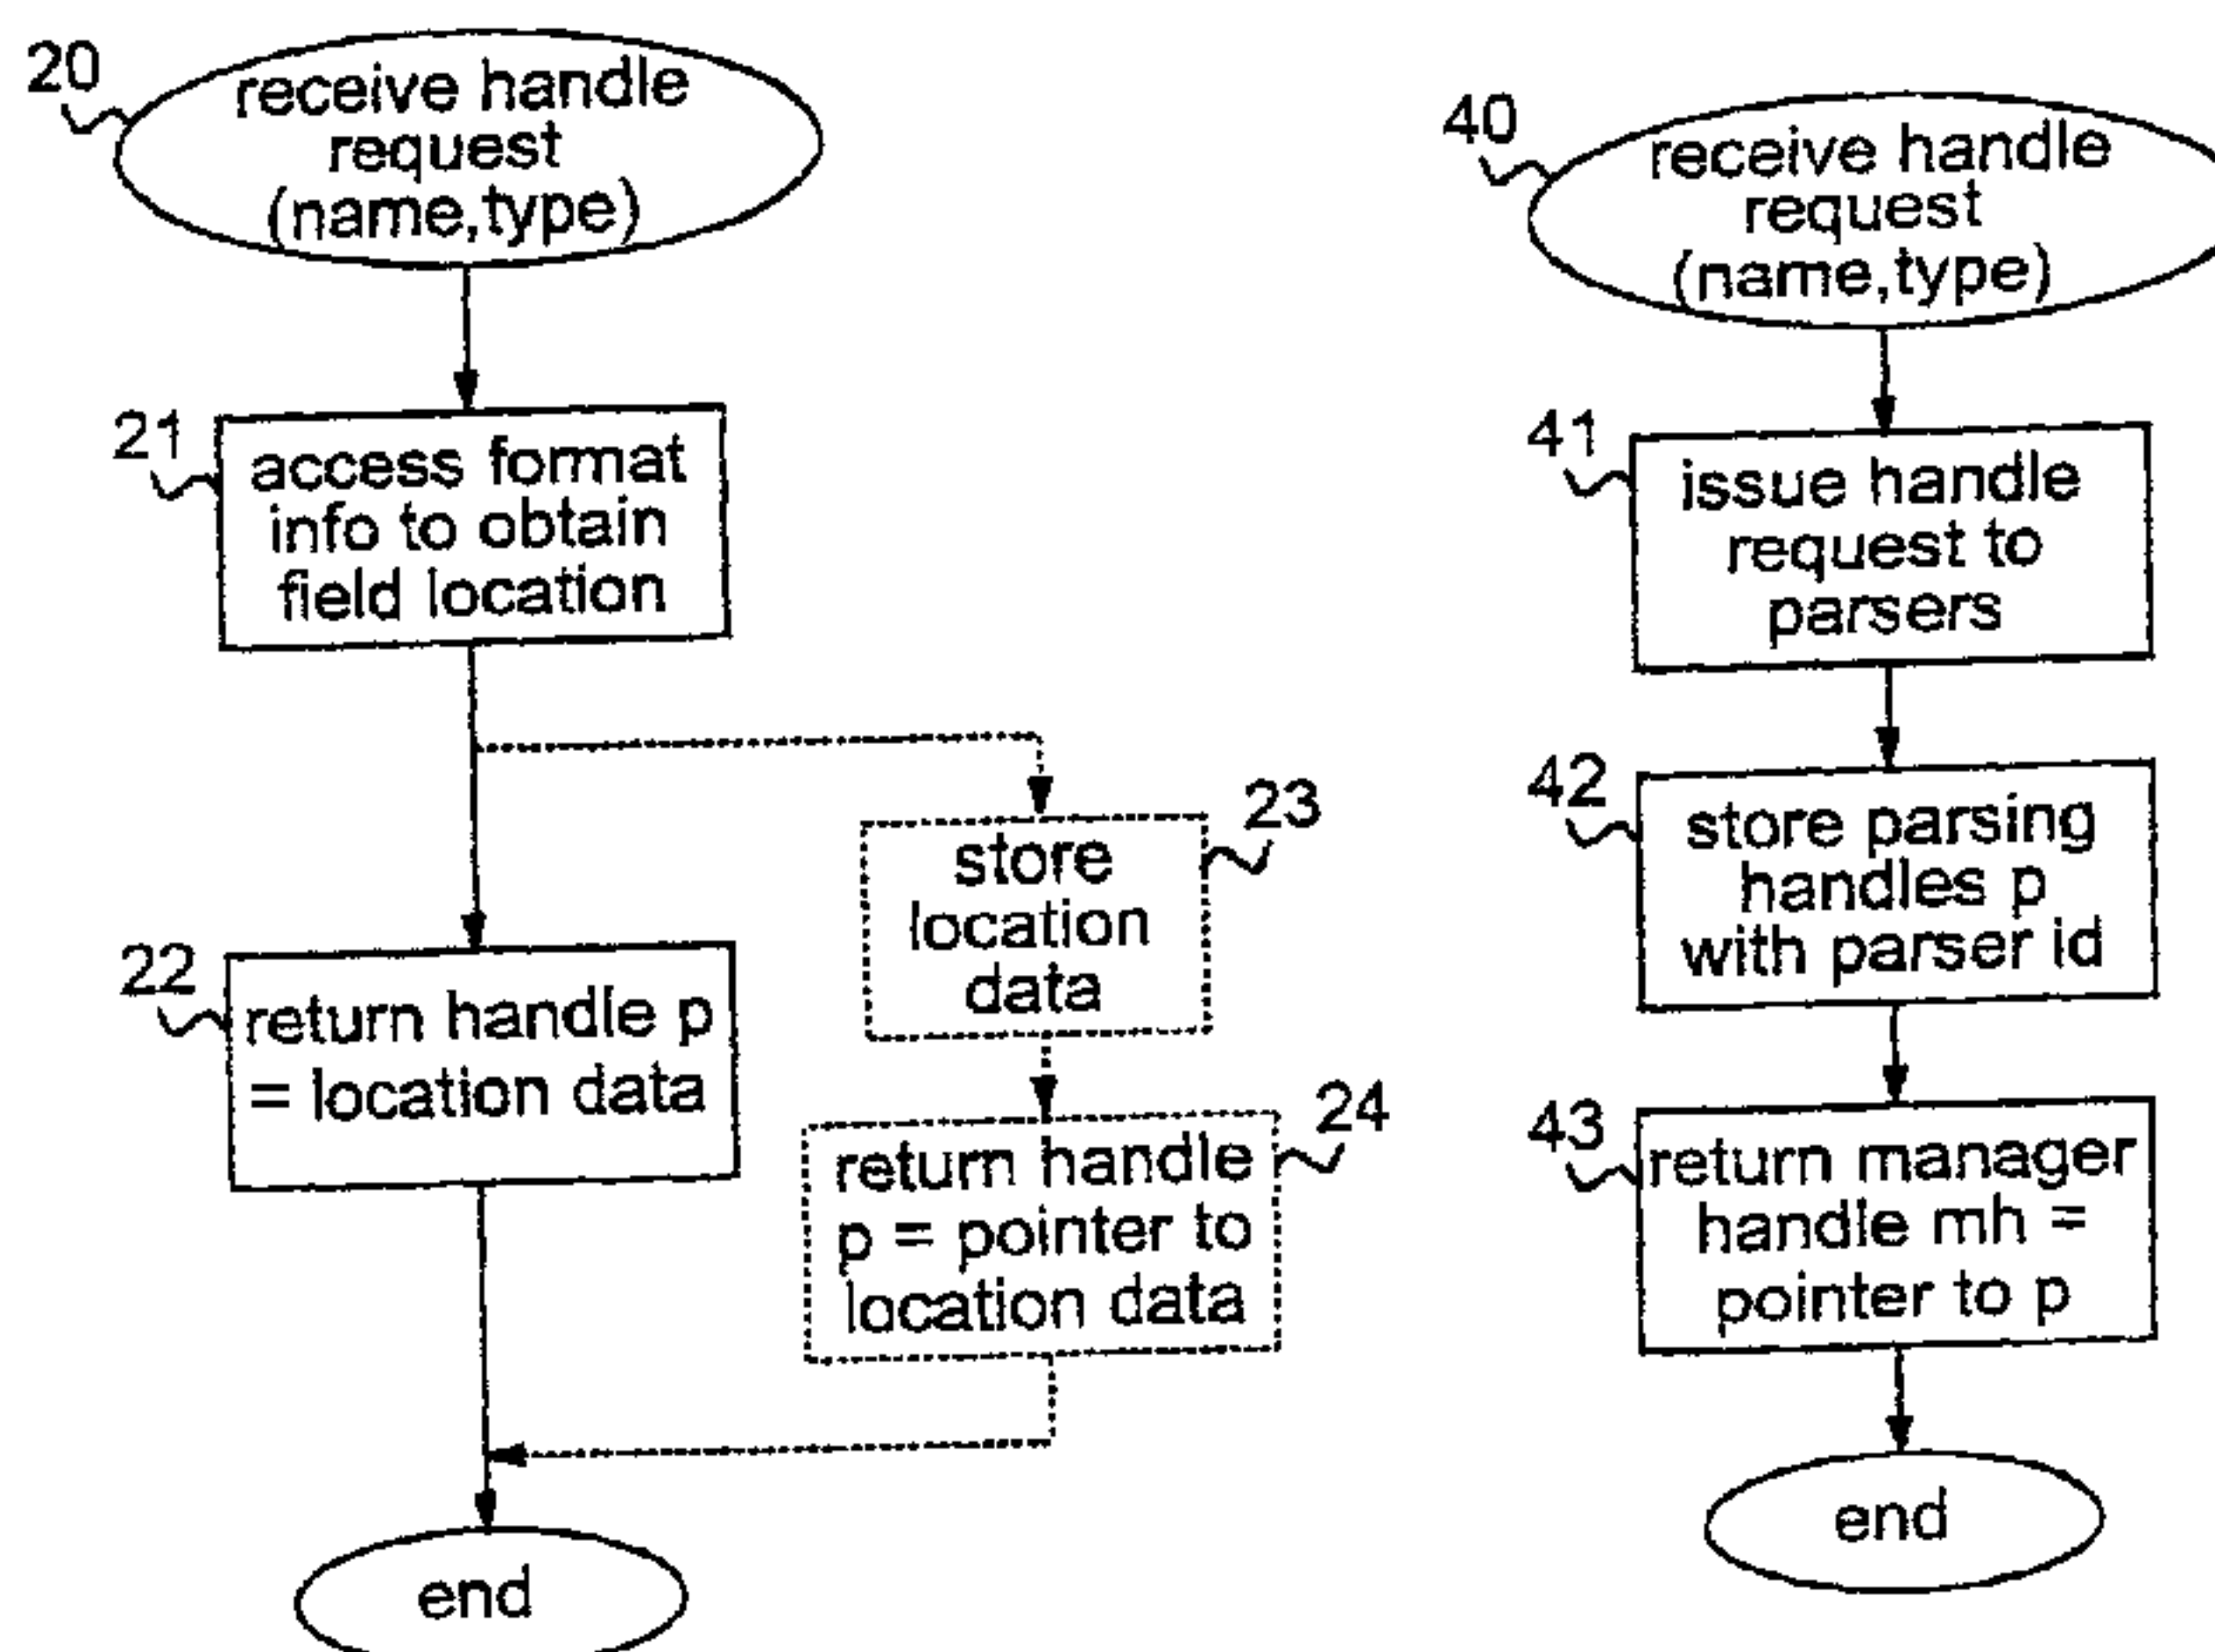 20
receive handle
request
(name,type)
21
access format
info to obtain
field location
22
return handle p
= location data
23
store
location
data
24
return handle
p = pointer to
location data
end
40
receive handle
request
(name,type)
41
issue handle
request to
parsers
42
store parsing
handles p
with parser id
43
return manager
handle mh =
pointer to p
end